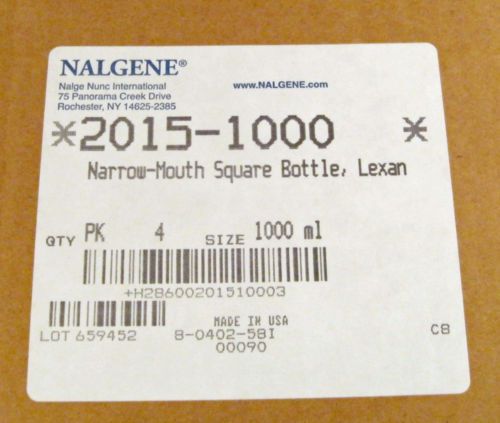 NALGENE®
Nalge Nunc International
75 Panorama Creek Drive
Rochester, NY 14625-2385
www.NALGENE.com
*2015-1000 *
Narrow-Mouth Square Bottle, Lexan
QTY PK 4 SIZE 1000 ml
+H28600201510003
MADE IN USA
LOT 659452 8-0402-58I C8
00090